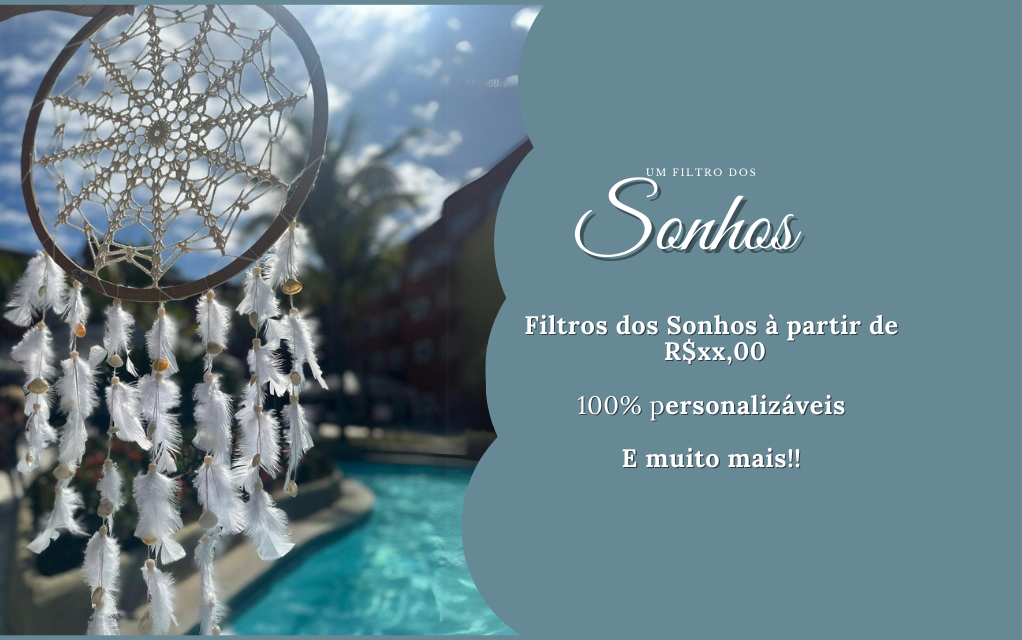 UM FILTRO DOS
Sonhos
Filtros dos Sonhos à partir de
R$xx,00
100% personalizáveis
E muito mais!!